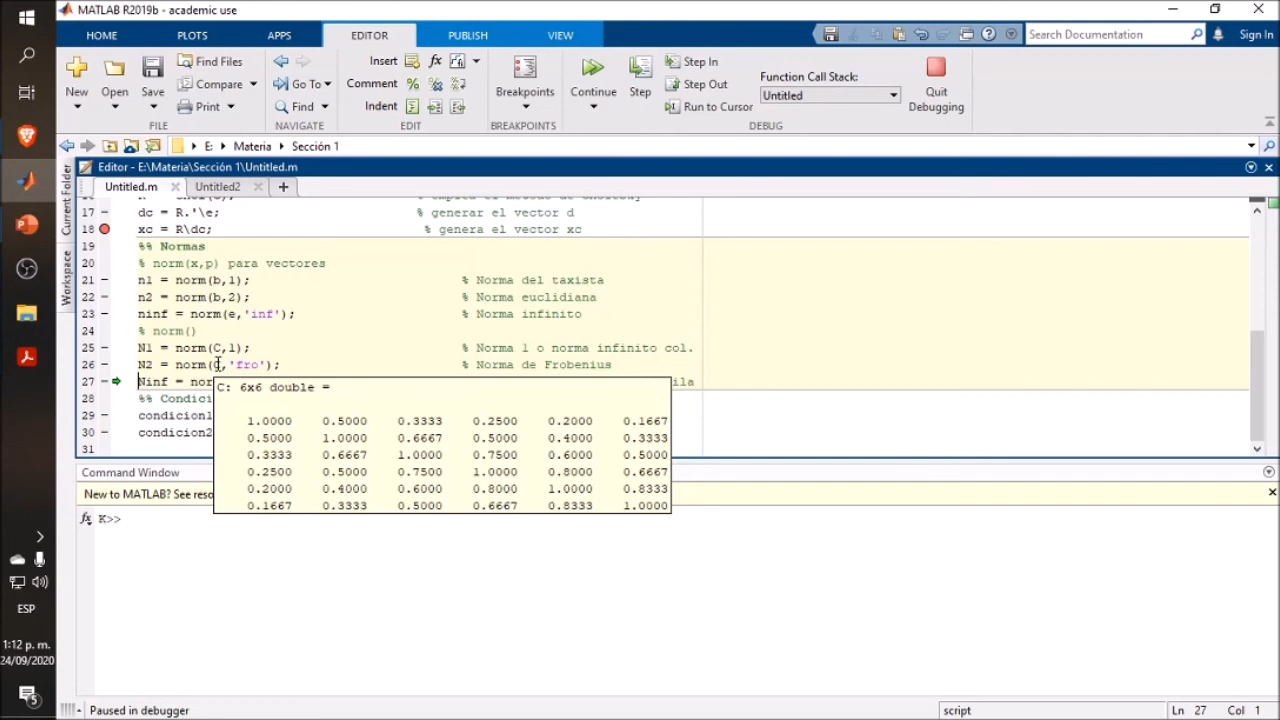 MATLAB R2019b - academic use
HOME PLOTS APPS EDITOR PUBLISH VIEW
Search Documentation
Sign In
New
Open
Save
Find Files
Compare
Print
FILE
Go To
Find
NAVIGATE
Insert
Comment
Indent
EDIT
Breakpoints
BREAKPOINTS
Continue
Step
Step In
Step Out
Run to Cursor
Function Call Stack:
Untitled
Quit Debugging
DEBUG
E: Materia Sección 1
Editor - E:\Materia\Sección 1\Untitled.m
Untitled.m Untitled2
Current Folder
Workspace
17 dc = R.'\e; % generar el vector d
18 xc = R\dc; % genera el vector xc
19 %% Normas
20 % norm(x,p) para vectores
21 n1 = norm(b,1); % Norma del taxista
22 n2 = norm(b,2); % Norma euclidiana
23 ninf = norm(e,'inf'); % Norma infinito
24 % norm()
25 N1 = norm(C,1); % Norma 1 o norma infinito col.
26 N2 = norm(C,'fro'); % Norma de Frobenius
27 Ninf = nor ila
28 %% Condici
29 condicion1
30 condicion2
31
C: 6x6 double =
1.0000 0.5000 0.3333 0.2500 0.2000 0.1667
0.5000 1.0000 0.6667 0.5000 0.4000 0.3333
0.3333 0.6667 1.0000 0.7500 0.6000 0.5000
0.2500 0.5000 0.7500 1.0000 0.8000 0.6667
0.2000 0.4000 0.6000 0.8000 1.0000 0.8333
0.1667 0.3333 0.5000 0.6667 0.8333 1.0000
Command Window
New to MATLAB? See reso
fx K>>
ESP
1:12 p. m.
24/09/2020
5
Paused in debugger
script
Ln 27 Col 1